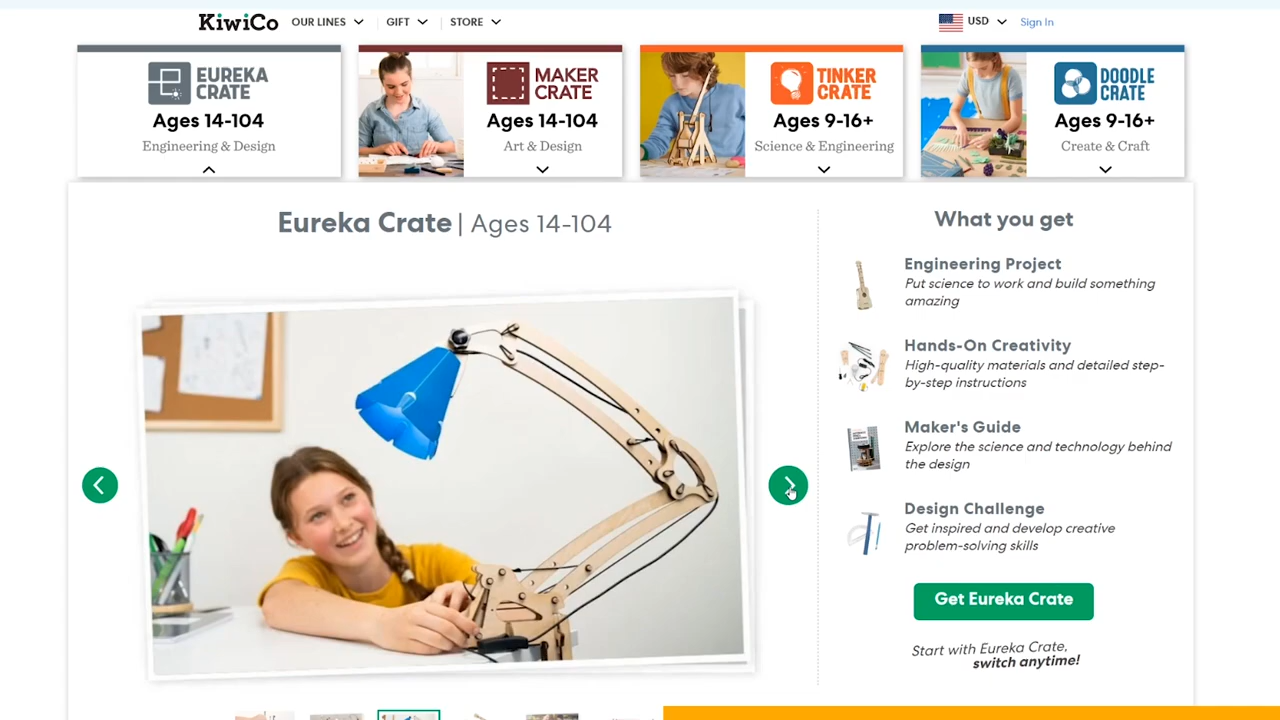 KiwiCo
OUR LINES
GIFT
STORE
USD
Sign In
EUREKA
CRATE
Ages 14-104
Engineering & Design
MAKER
CRATE
Ages 14-104
Art & Design
TINKER
CRATE
Ages 9-16+
Science & Engineering
DOODLE
CRATE
Ages 9-16+
Create & Craft
Eureka Crate | Ages 14-104
What you get
Engineering Project
Put science to work and build something
amazing
Hands-On Creativity
High-quality materials and detailed step-
by-step instructions
Maker's Guide
Explore the science and technology behind
the design
Design Challenge
Get inspired and develop creative
problem-solving skills
Get Eureka Crate
Start with Eureka Crate,
switch anytime!